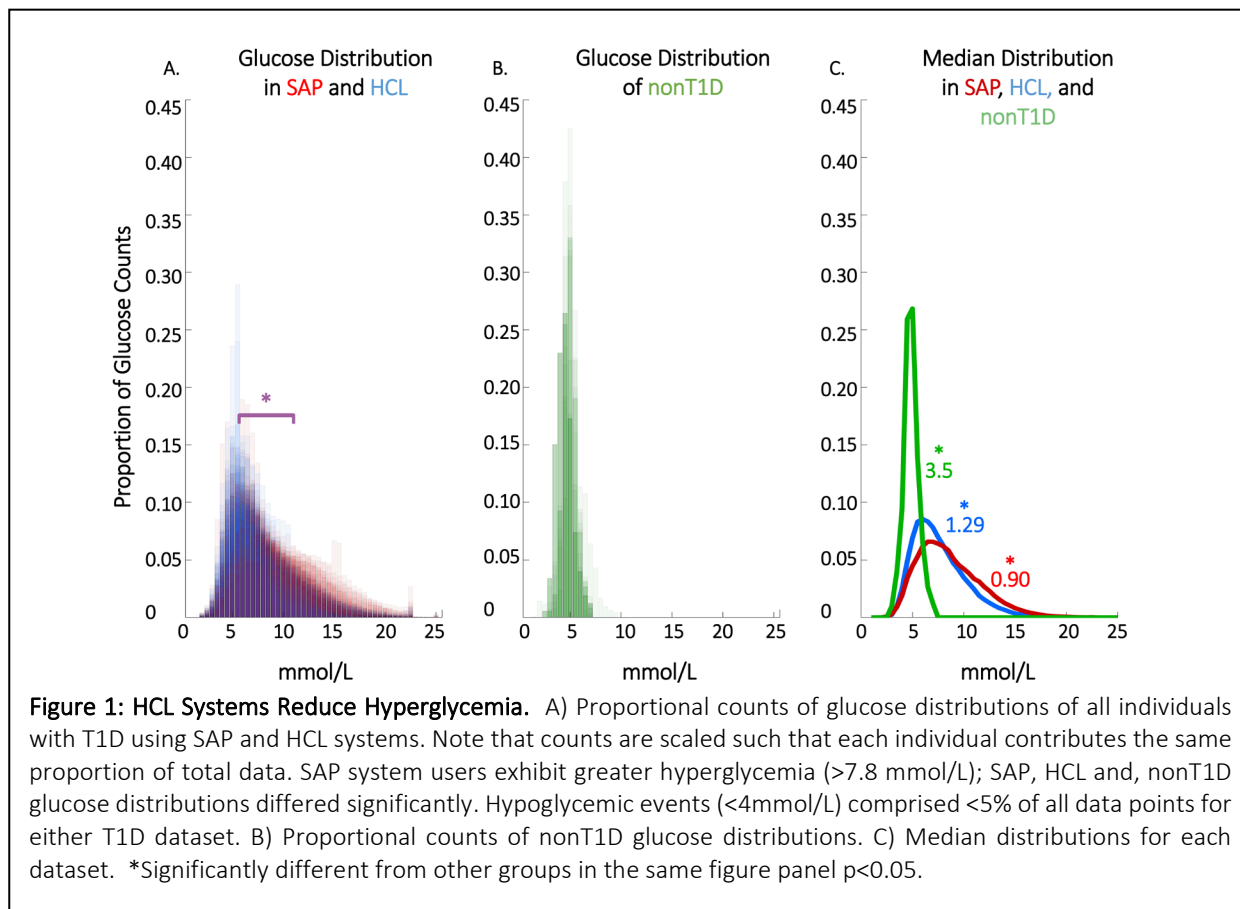 A.
Glucose Distribution
in SAP and HCL
0.45
0.40
0.35
0.30
0.25
0.20
0.15
0.10
0.05
0
Proportion of Glucose Counts
*
0 5 10 15 20 25
mmol/L
B.
Glucose Distribution
of nonT1D
0.45
0.40
0.35
0.30
0.25
0.20
0.15
0.10
0.05
0
0 5 10 15 20 25
mmol/L
C.
Median Distribution
in SAP, HCL, and
nonT1D
0.45
0.40
0.35
0.30
0.25
0.20
0.15
0.10
0.05
0
*
3.5
*
1.29
*
0.90
0 5 10 15 20 25
mmol/L
Figure 1: HCL Systems Reduce Hyperglycemia. A) Proportional counts of glucose distributions of all individuals
with T1D using SAP and HCL systems. Note that counts are scaled such that each individual contributes the same
proportion of total data. SAP system users exhibit greater hyperglycemia (>7.8 mmol/L); SAP, HCL and, nonT1D
glucose distributions differed significantly. Hypoglycemic events (<4mmol/L) comprised <5% of all data points for
either T1D dataset. B) Proportional counts of nonT1D glucose distributions. C) Median distributions for each
dataset. *Significantly different from other groups in the same figure panel p<0.05.